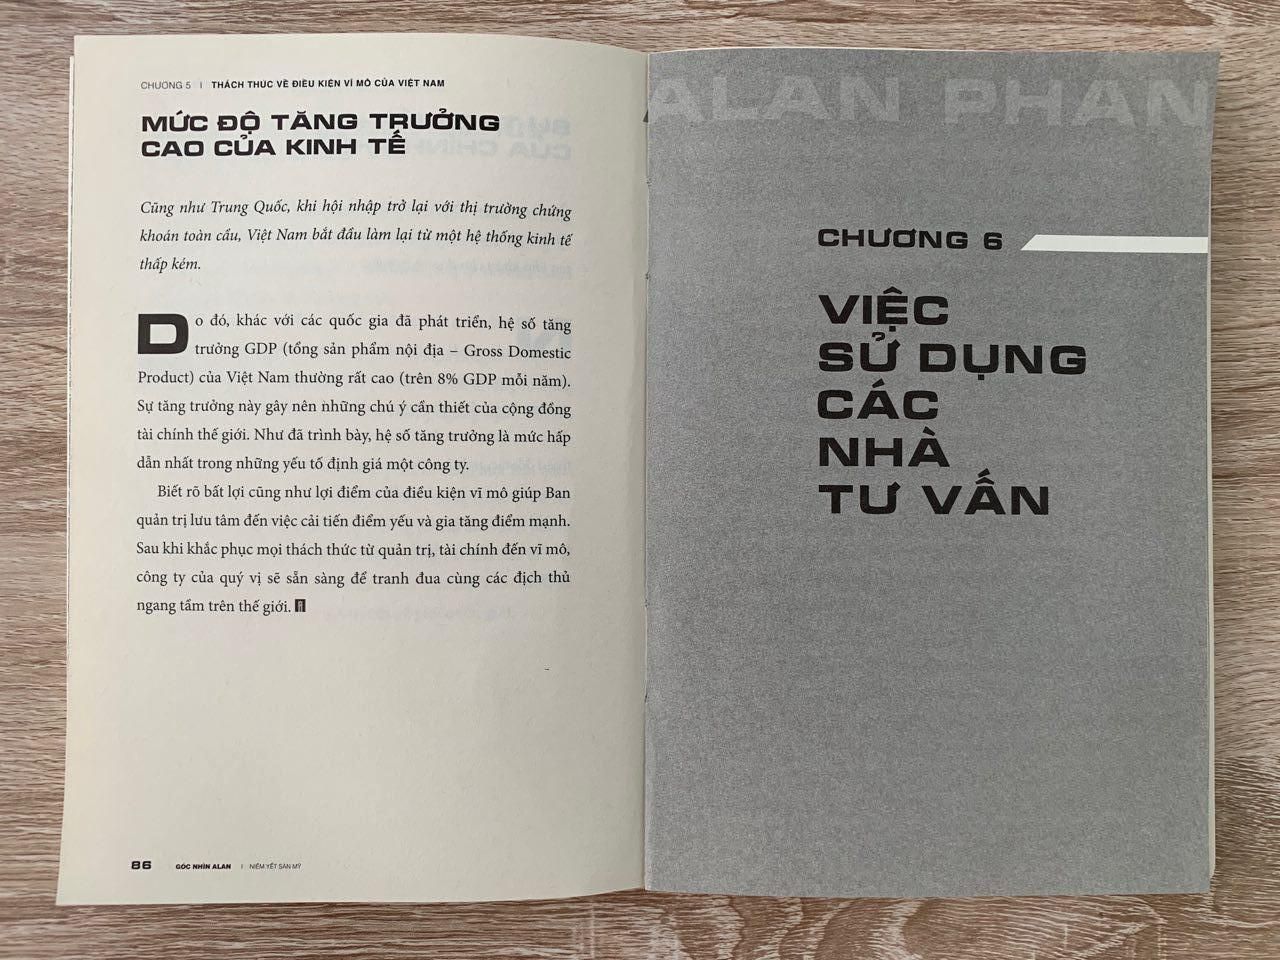 CHƯƠNG 5 | THÁCH THỨC VỀ ĐIỀU KIỆN VĨ MÔ CỦA VIỆT NAM
MỨC ĐỘ TĂNG TRƯỞNG
CAO CỦA KINH TẾ
Cũng như Trung Quốc, khi hội nhập trở lại với thị trường chứng
khoán toàn cầu, Việt Nam bắt đầu làm lại từ một hệ thống kinh tế
thấp kém.
Do đó, khác với các quốc gia đã phát triển, hệ số tăng
trưởng GDP (tổng sản phẩm nội địa – Gross Domestic
Product) của Việt Nam thường rất cao (trên 8% GDP mỗi năm).
Sự tăng trưởng này gây nên những chú ý cần thiết của cộng đồng
tài chính thế giới. Như đã trình bày, hệ số tăng trưởng là mức hấp
dẫn nhất trong những yếu tố định giá một công ty.
Biết rõ bất lợi cũng như lợi điểm của điều kiện vĩ mô giúp Ban
quản trị lưu tâm đến việc cải tiến điểm yếu và gia tăng điểm mạnh.
Sau khi khắc phục mọi thách thức từ quản trị, tài chính đến vĩ mô,
công ty của quý vị sẽ sẵn sàng để tranh đua cùng các địch thủ
ngang tầm trên thế giới.
86 GÓC NHÌN ALAN | NIÊM YẾT SÀN MỸ
ALAN PHAN
CHƯƠNG 6
VIỆC
SỬ DỤNG
CÁC
NHÀ
TƯ VẤN